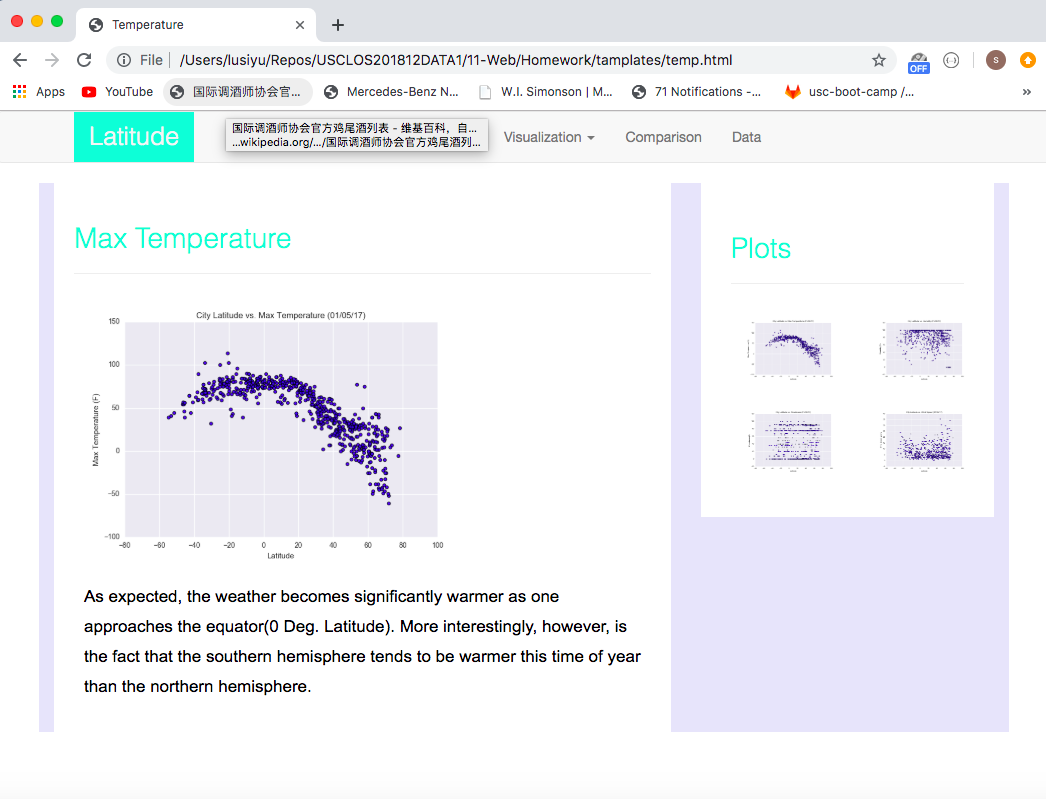 Temperature
File
/Users/lusiyu/Repos/USCLOS201812DATA1/11-Web/Homework/tamplates/temp.html
OFF
S
Apps
YouTube
国际调酒师协会官方...
Mercedes-Benz N...
W.I. Simonson | M...
71 Notifications -...
usc-boot-camp /...
»
Latitude
国际调酒师协会官方鸡尾酒列表 - 维基百科，自...
...wikipedia.org/.../国际调酒师协会官方鸡尾酒列...
Visualization
Comparison
Data
Max Temperature
City Latitude vs. Max Temperature (01/05/17)
150
100
50
0
−50
−100
Max Temperature (F)
−80 −60 −40 −20 0 20 40 60 80 100
Latitude
As expected, the weather becomes significantly warmer as one
approaches the equator(0 Deg. Latitude). More interestingly, however, is
the fact that the southern hemisphere tends to be warmer this time of year
than the northern hemisphere.
Plots